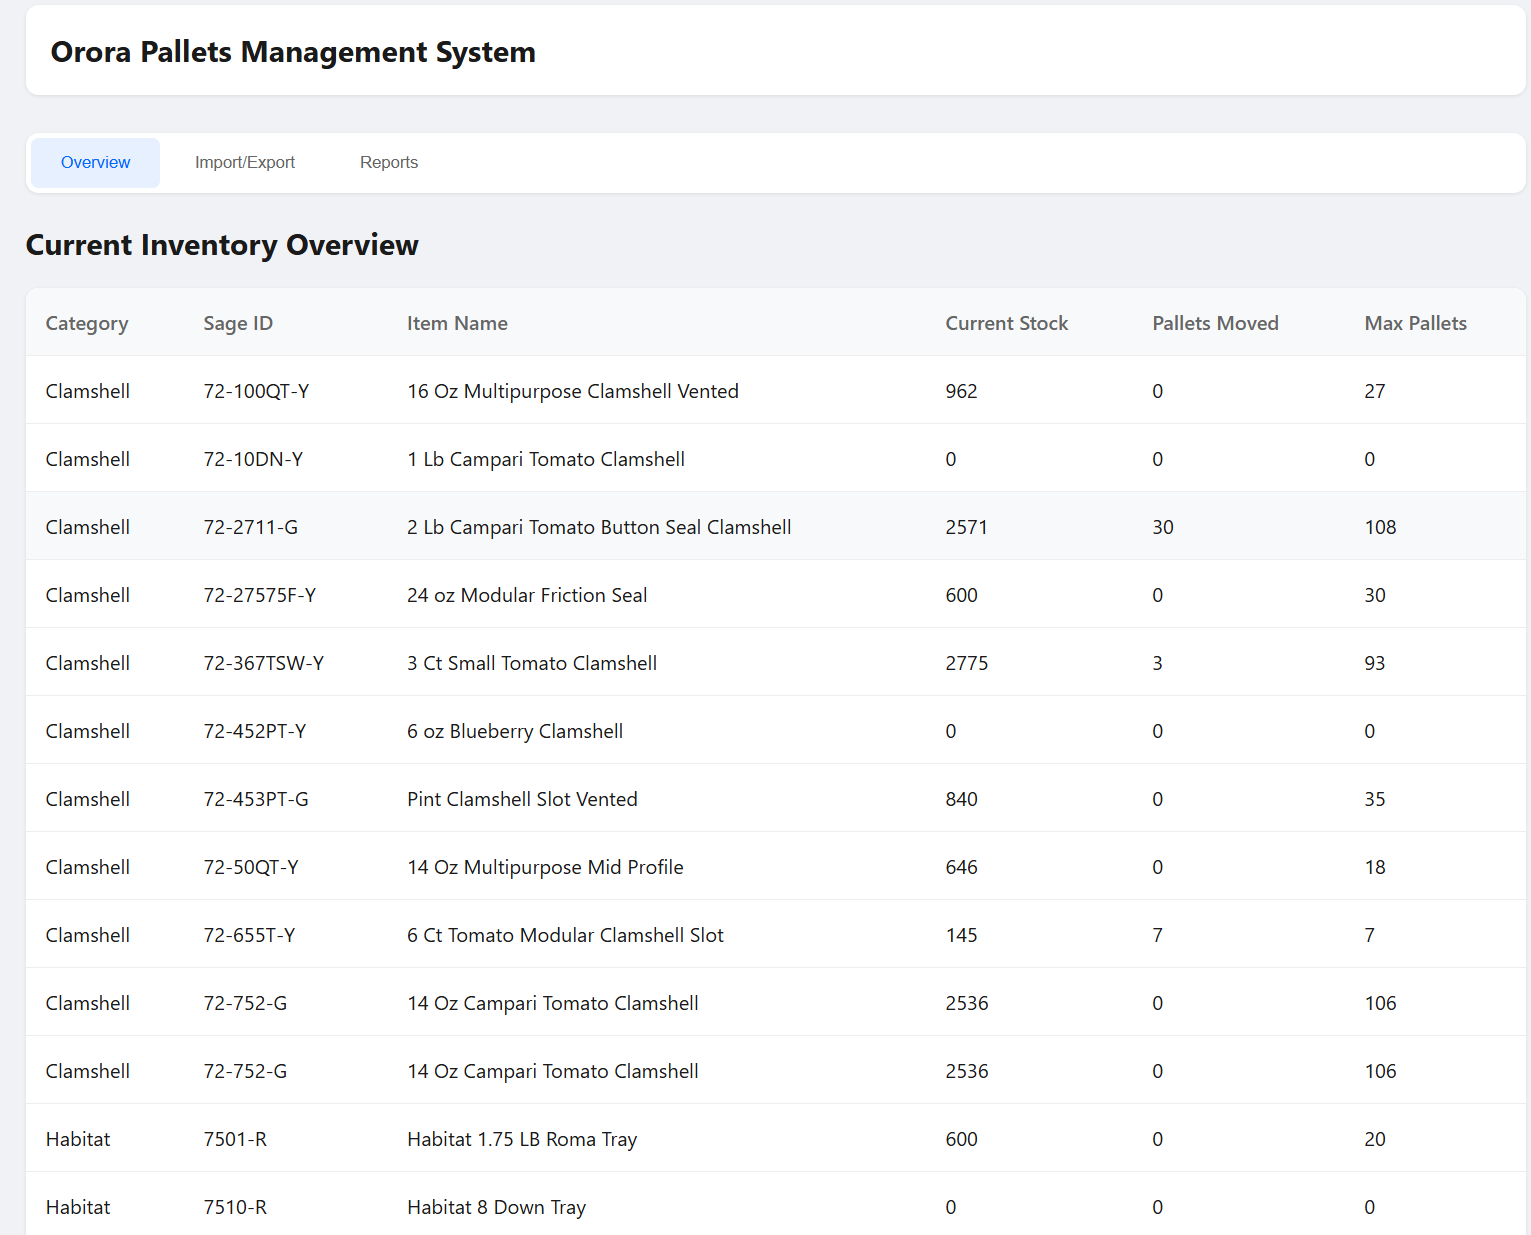 Orora Pallets Management System
Overview Import/Export Reports
Current Inventory Overview
Category Sage ID Item Name Current Stock Pallets Moved Max Pallets
Clamshell 72-100QT-Y 16 Oz Multipurpose Clamshell Vented 962 0 27
Clamshell 72-10DN-Y 1 Lb Campari Tomato Clamshell 0 0 0
Clamshell 72-2711-G 2 Lb Campari Tomato Button Seal Clamshell 2571 30 108
Clamshell 72-27575F-Y 24 oz Modular Friction Seal 600 0 30
Clamshell 72-367TSW-Y 3 Ct Small Tomato Clamshell 2775 3 93
Clamshell 72-452PT-Y 6 oz Blueberry Clamshell 0 0 0
Clamshell 72-453PT-G Pint Clamshell Slot Vented 840 0 35
Clamshell 72-50QT-Y 14 Oz Multipurpose Mid Profile 646 0 18
Clamshell 72-655T-Y 6 Ct Tomato Modular Clamshell Slot 145 7 7
Clamshell 72-752-G 14 Oz Campari Tomato Clamshell 2536 0 106
Clamshell 72-752-G 14 Oz Campari Tomato Clamshell 2536 0 106
Habitat 7501-R Habitat 1.75 LB Roma Tray 600 0 20
Habitat 7510-R Habitat 8 Down Tray 0 0 0